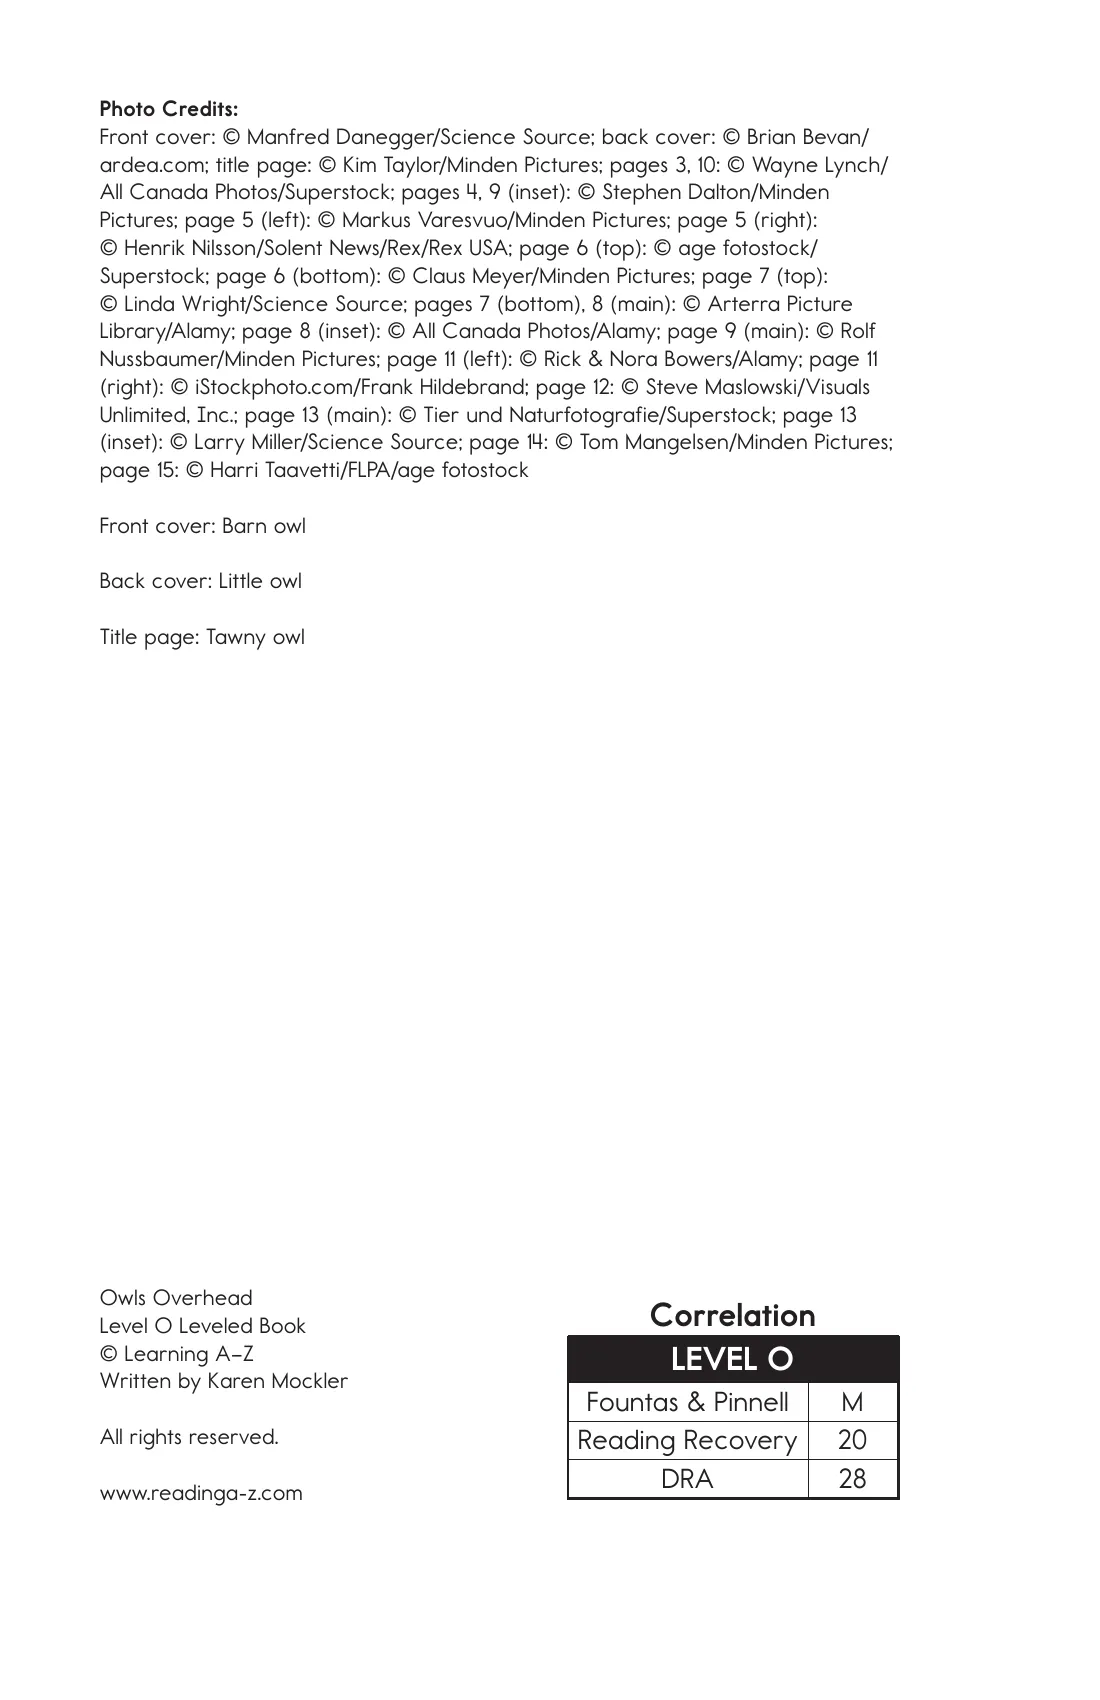 Photo Credits:
Front cover: © Manfred Danegger/Science Source; back cover: © Brian Bevan/
ardea.com; title page: © Kim Taylor/Minden Pictures; pages 3, 10: © Wayne Lynch/
All Canada Photos/Superstock; pages 4, 9 (inset): © Stephen Dalton/Minden
Pictures; page 5 (left): © Markus Varesvuo/Minden Pictures; page 5 (right):
© Henrik Nilsson/Solent News/Rex/Rex USA; page 6 (top): © age fotostock/
Superstock; page 6 (bottom): © Claus Meyer/Minden Pictures; page 7 (top):
© Linda Wright/Science Source; pages 7 (bottom), 8 (main): © Arterra Picture
Library/Alamy; page 8 (inset): © All Canada Photos/Alamy; page 9 (main): © Rolf
Nussbaumer/Minden Pictures; page 11 (left): © Rick & Nora Bowers/Alamy; page 11
(right): © iStockphoto.com/Frank Hildebrand; page 12: © Steve Maslowski/Visuals
Unlimited, Inc.; page 13 (main): © Tier und Naturfotografie/Superstock; page 13
(inset): © Larry Miller/Science Source; page 14: © Tom Mangelsen/Minden Pictures;
page 15: © Harri Taavetti/FLPA/age fotostock
Front cover: Barn owl
Back cover: Little owl
Title page: Tawny owl
Owls Overhead
Level O Leveled Book
© Learning A–Z
Written by Karen Mockler
All rights reserved.
www.readinga-z.com
Correlation
LEVEL O
Fountas & Pinnell M
Reading Recovery 20
DRA 28